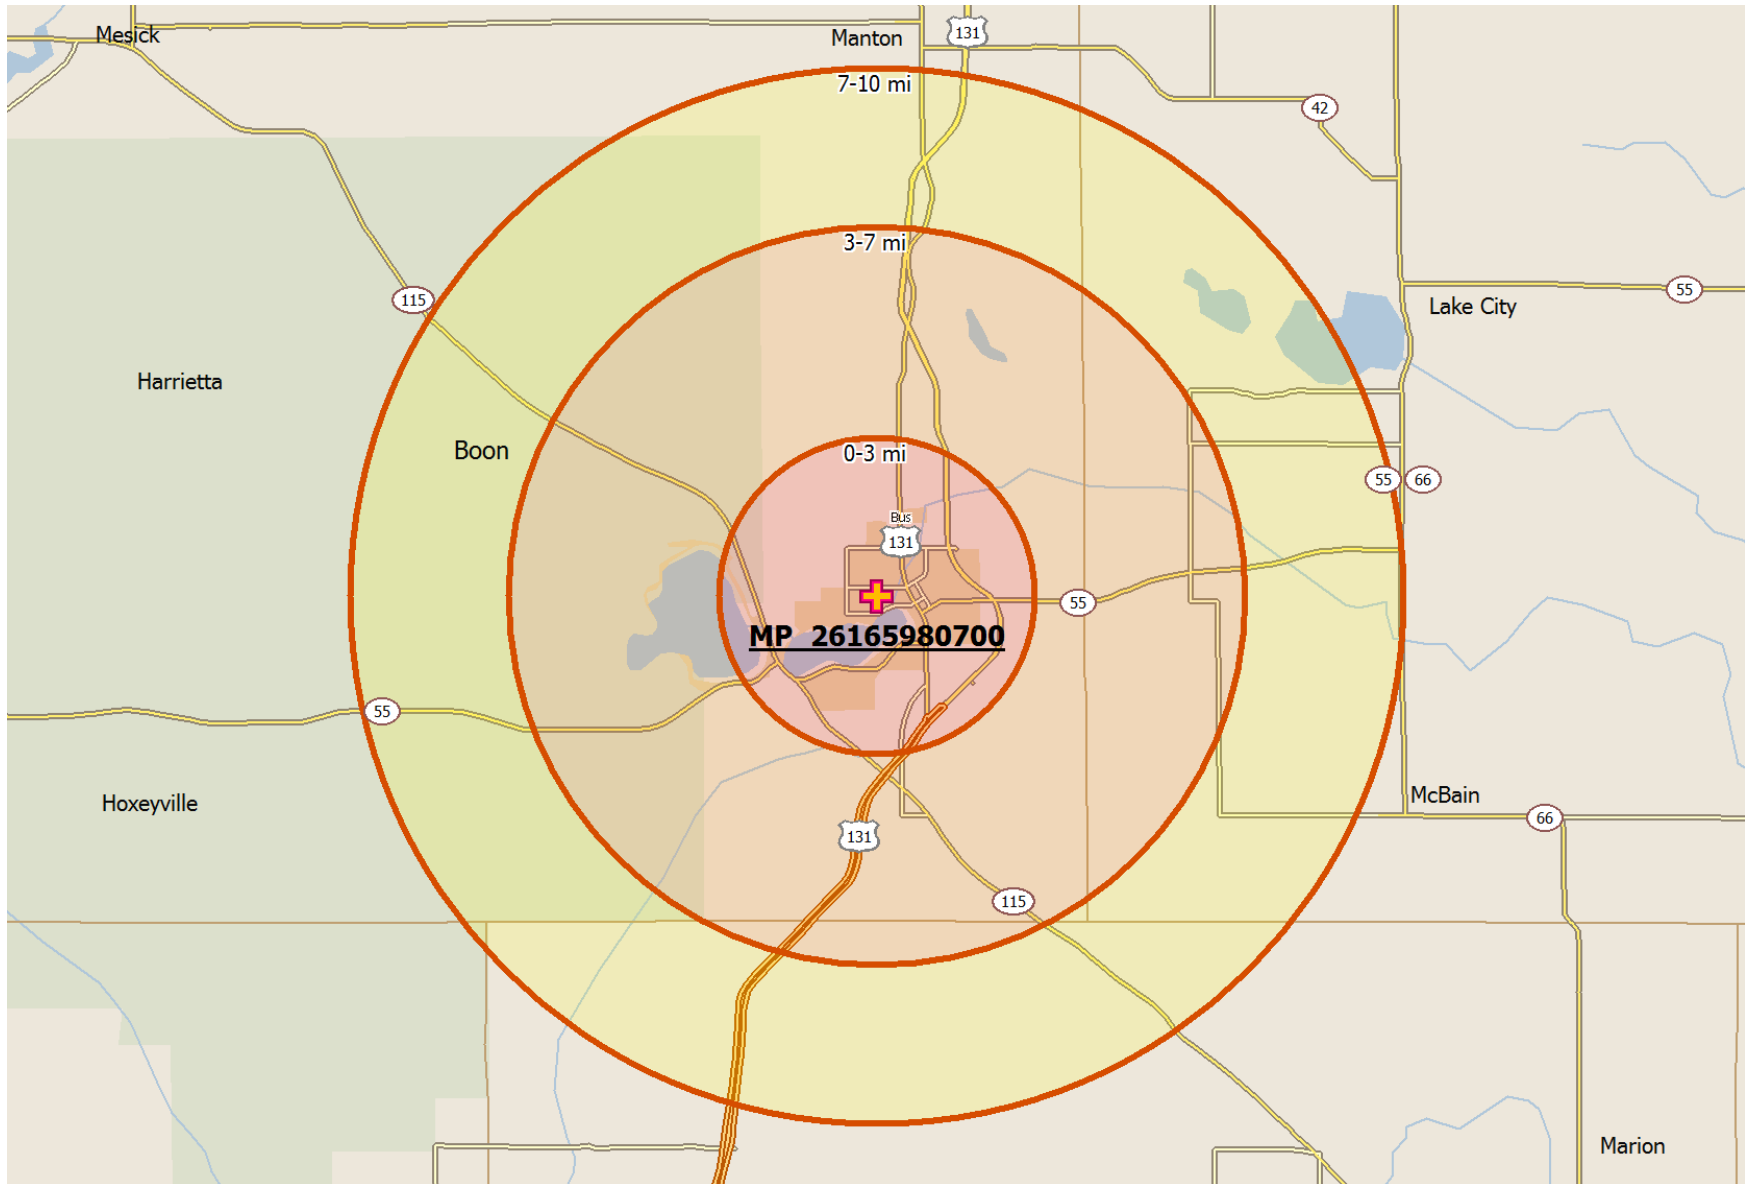 Mesick
Manton
131
7-10 mi
42
3-7 mi
115
55
Lake City
Harrietta
Boon
0-3 mi
55
66
Bus
131
55
MP 26165980700
55
Hoxeyville
McBain
66
131
115
Marion